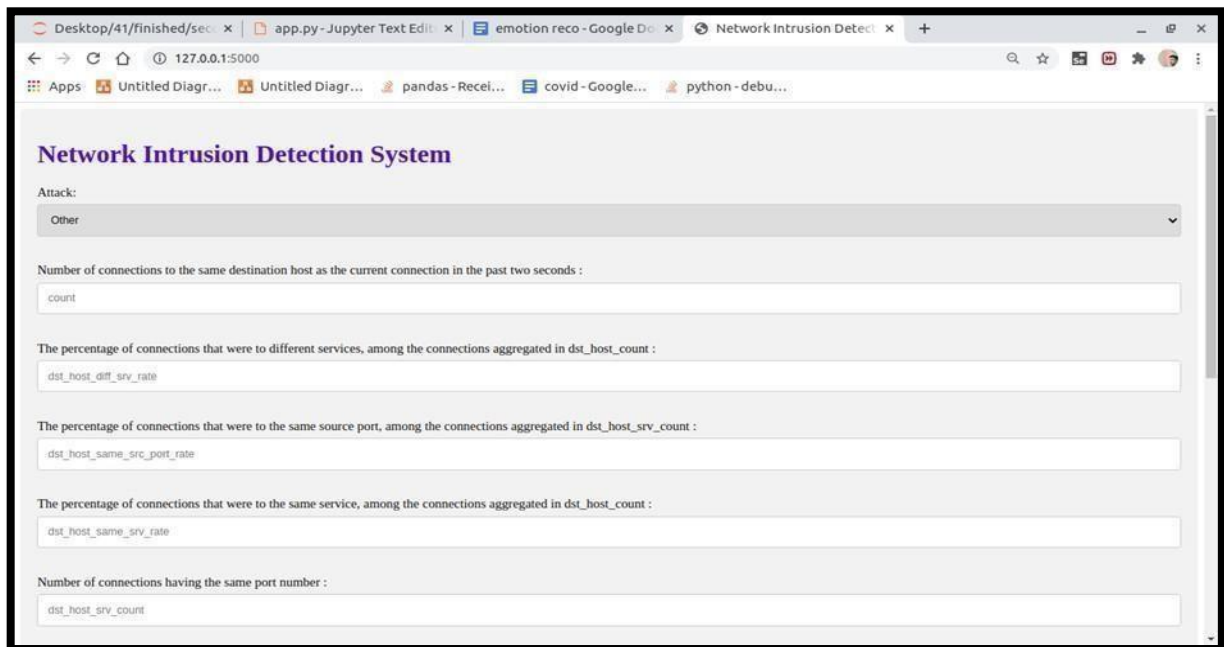 Desktop/41/finished/sec
app.py - Jupyter Text Edit
emotion reco - Google Do
Network Intrusion Detect
127.0.0.1:5000
Apps
Untitled Diagr...
Untitled Diagr...
pandas - Recei...
covid - Google...
python - debu...
Network Intrusion Detection System
Attack:
Other
Number of connections to the same destination host as the current connection in the past two seconds :
count
The percentage of connections that were to different services, among the connections aggregated in dst_host_count :
dst_host_diff_srv_rate
The percentage of connections that were to the same source port, among the connections aggregated in dst_host_srv_count :
dst_host_same_src_port_rate
The percentage of connections that were to the same service, among the connections aggregated in dst_host_count :
dst_host_same_srv_rate
Number of connections having the same port number :
dst_host_srv_count